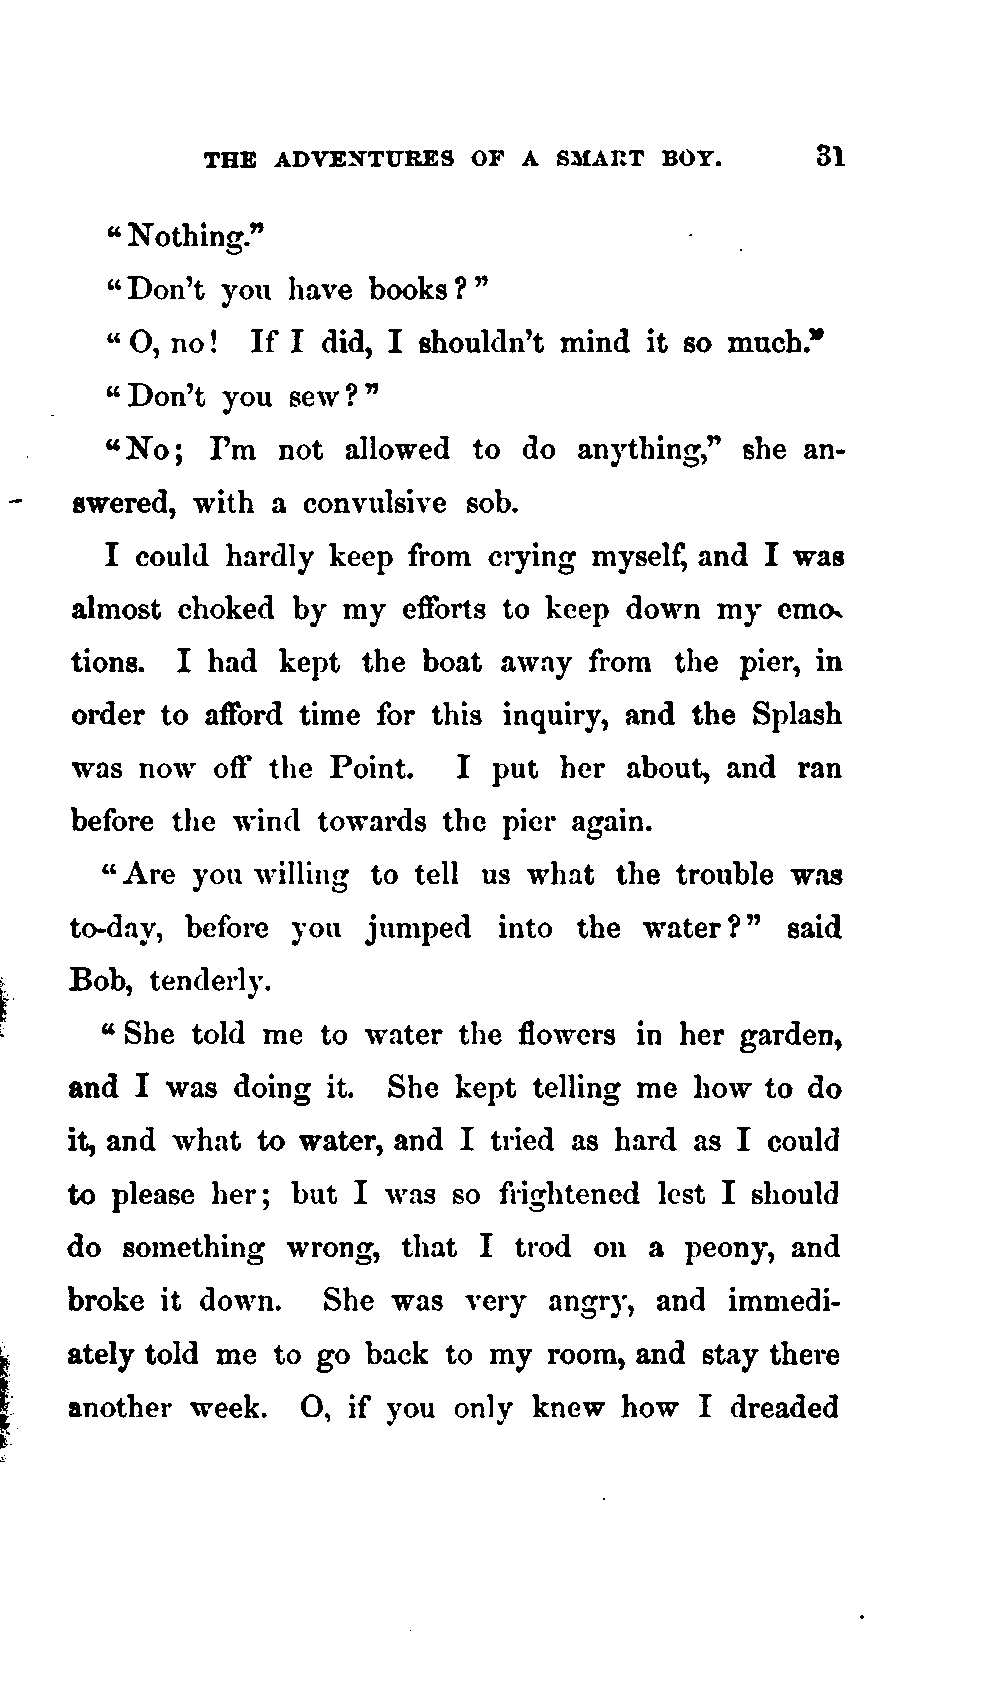 THE ADVENTURES OF A SMART BOY. 31
“Nothing.”
“Don’t you have books?”
“O, no! If I did, I shouldn’t mind it so much.”
“Don’t you sew?”
“No; I’m not allowed to do anything,” she an-
swered, with a convulsive sob.
I could hardly keep from crying myself, and I was
almost choked by my efforts to keep down my emo-
tions. I had kept the boat away from the pier, in
order to afford time for this inquiry, and the Splash
was now off the Point. I put her about, and ran
before the wind towards the pier again.
“Are you willing to tell us what the trouble was
to-day, before you jumped into the water?” said
Bob, tenderly.
“She told me to water the flowers in her garden,
and I was doing it. She kept telling me how to do
it, and what to water, and I tried as hard as I could
to please her; but I was so frightened lest I should
do something wrong, that I trod on a peony, and
broke it down. She was very angry, and immedi-
ately told me to go back to my room, and stay there
another week. O, if you only knew how I dreaded